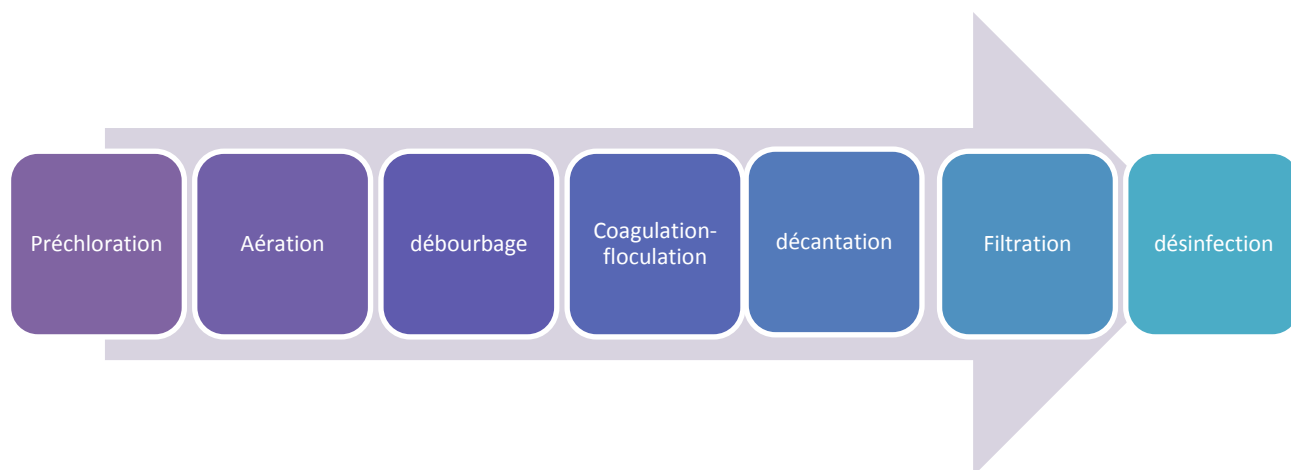 Préchloration
Aération
débourbage
Coagulation-
floculation
décantation
Filtration
désinfection